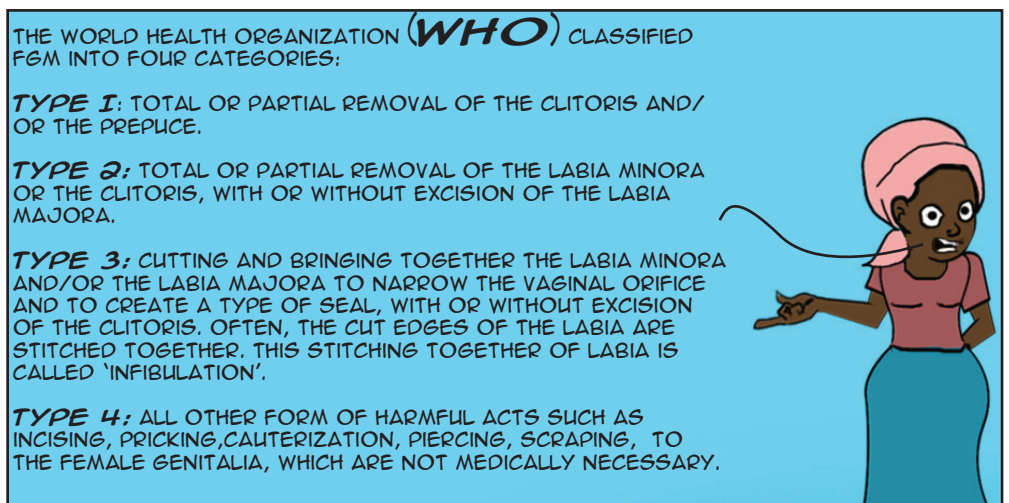 THE WORLD HEALTH ORGANIZATION (WHO) CLASSIFIED
FGM INTO FOUR CATEGORIES:
TYPE I: TOTAL OR PARTIAL REMOVAL OF THE CLITORIS AND/
OR THE PREPUCE.
TYPE 2: TOTAL OR PARTIAL REMOVAL OF THE LABIA MINORA
OR THE CLITORIS, WITH OR WITHOUT EXCISION OF THE LABIA
MAJORA.
TYPE 3: CUTTING AND BRINGING TOGETHER THE LABIA MINORA
AND/OR THE LABIA MAJORA TO NARROW THE VAGINAL ORIFICE
AND TO CREATE A TYPE OF SEAL, WITH OR WITHOUT EXCISION
OF THE CLITORIS. OFTEN, THE CUT EDGES OF THE LABIA ARE
STITCHED TOGETHER. THIS STITCHING TOGETHER OF LABIA IS
CALLED ‘INFIBULATION’.
TYPE 4: ALL OTHER FORM OF HARMFUL ACTS SUCH AS
INCISING, PRICKING,CAUTERIZATION, PIERCING, SCRAPING, TO
THE FEMALE GENITALIA, WHICH ARE NOT MEDICALLY NECESSARY.